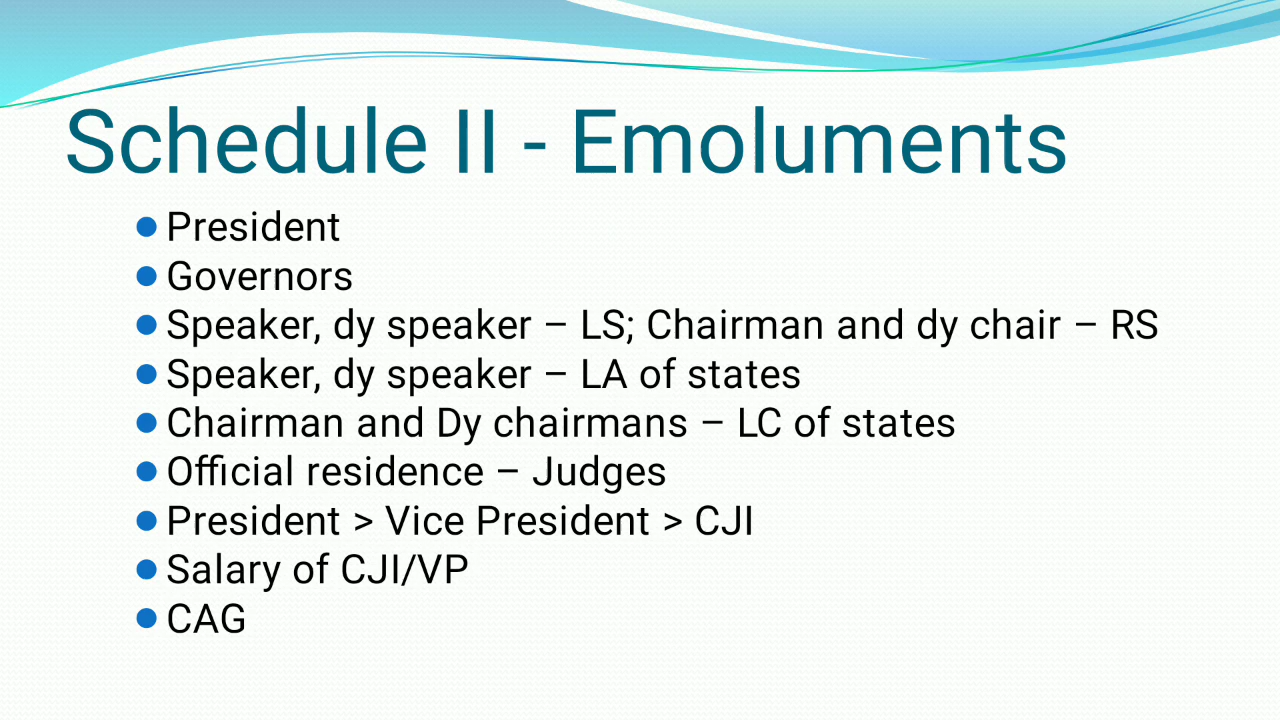 Schedule II - Emoluments
President
Governors
Speaker, dy speaker – LS; Chairman and dy chair – RS
Speaker, dy speaker – LA of states
Chairman and Dy chairmans – LC of states
Official residence – Judges
President > Vice President > CJI
Salary of CJI/VP
CAG